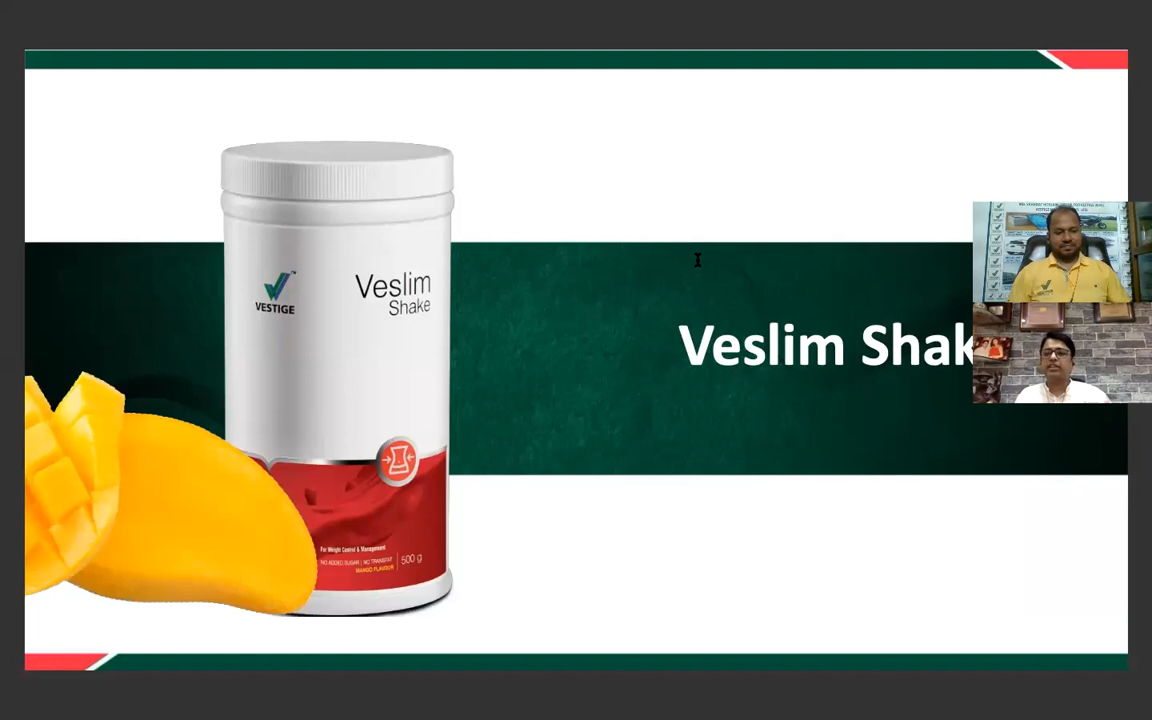 VESTIGE
Veslim
Shake
Veslim Shak
For Weight Control & Management
NO ADDED SUGAR | NO TRANSFAT
MANGO FLAVOUR
500 g